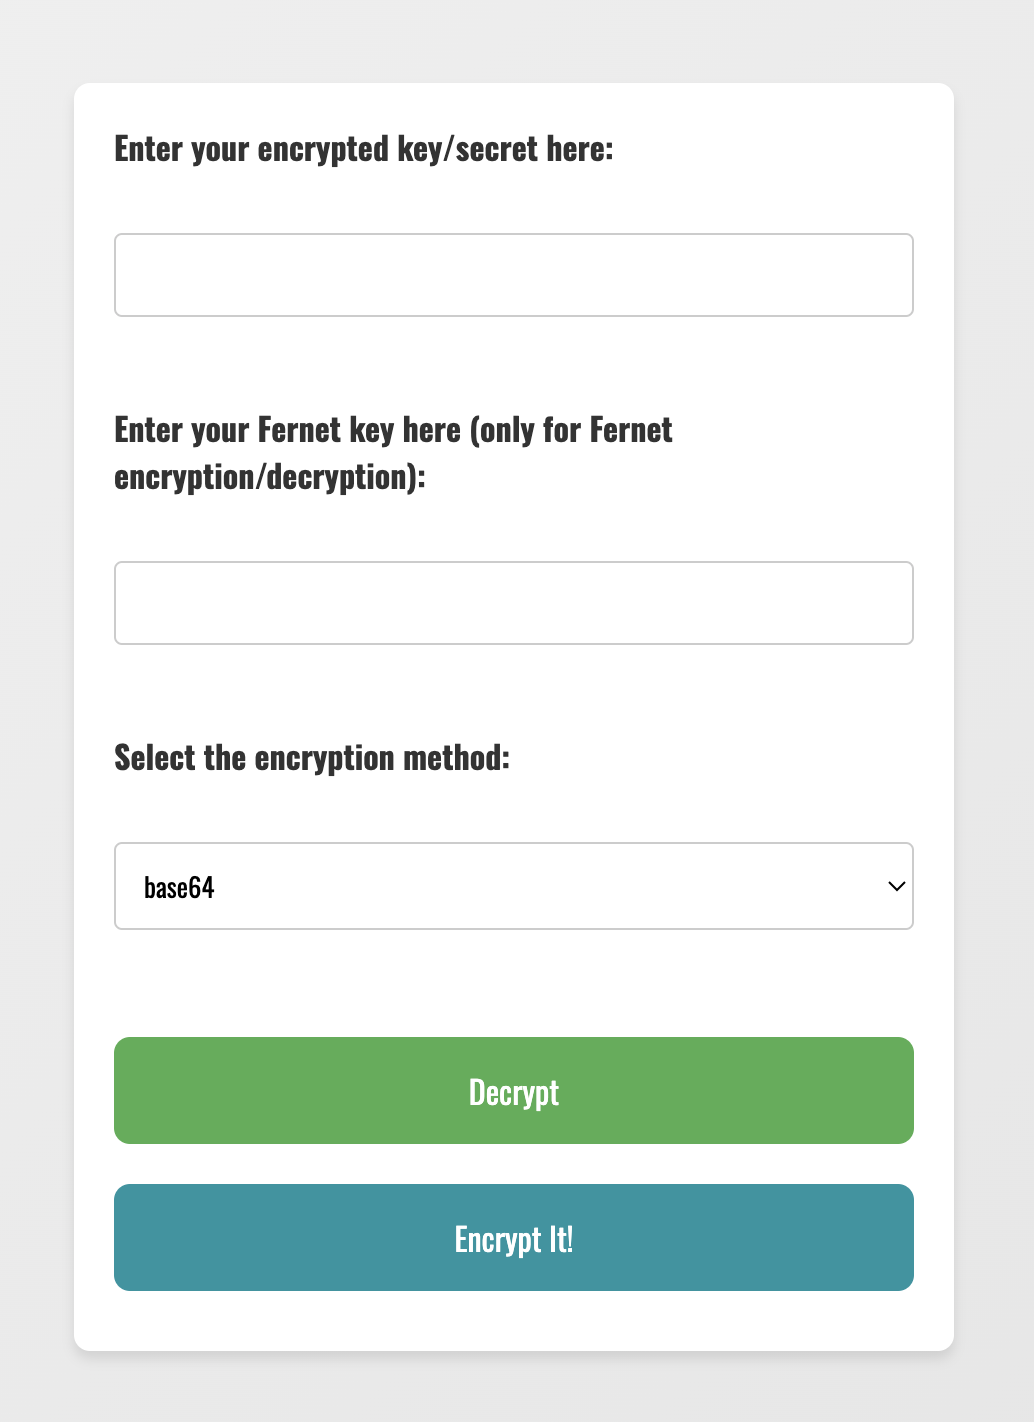 Enter your encrypted key/secret here:
Enter your Fernet key here (only for Fernet
encryption/decryption):
Select the encryption method:
base64
Decrypt
Encrypt It!